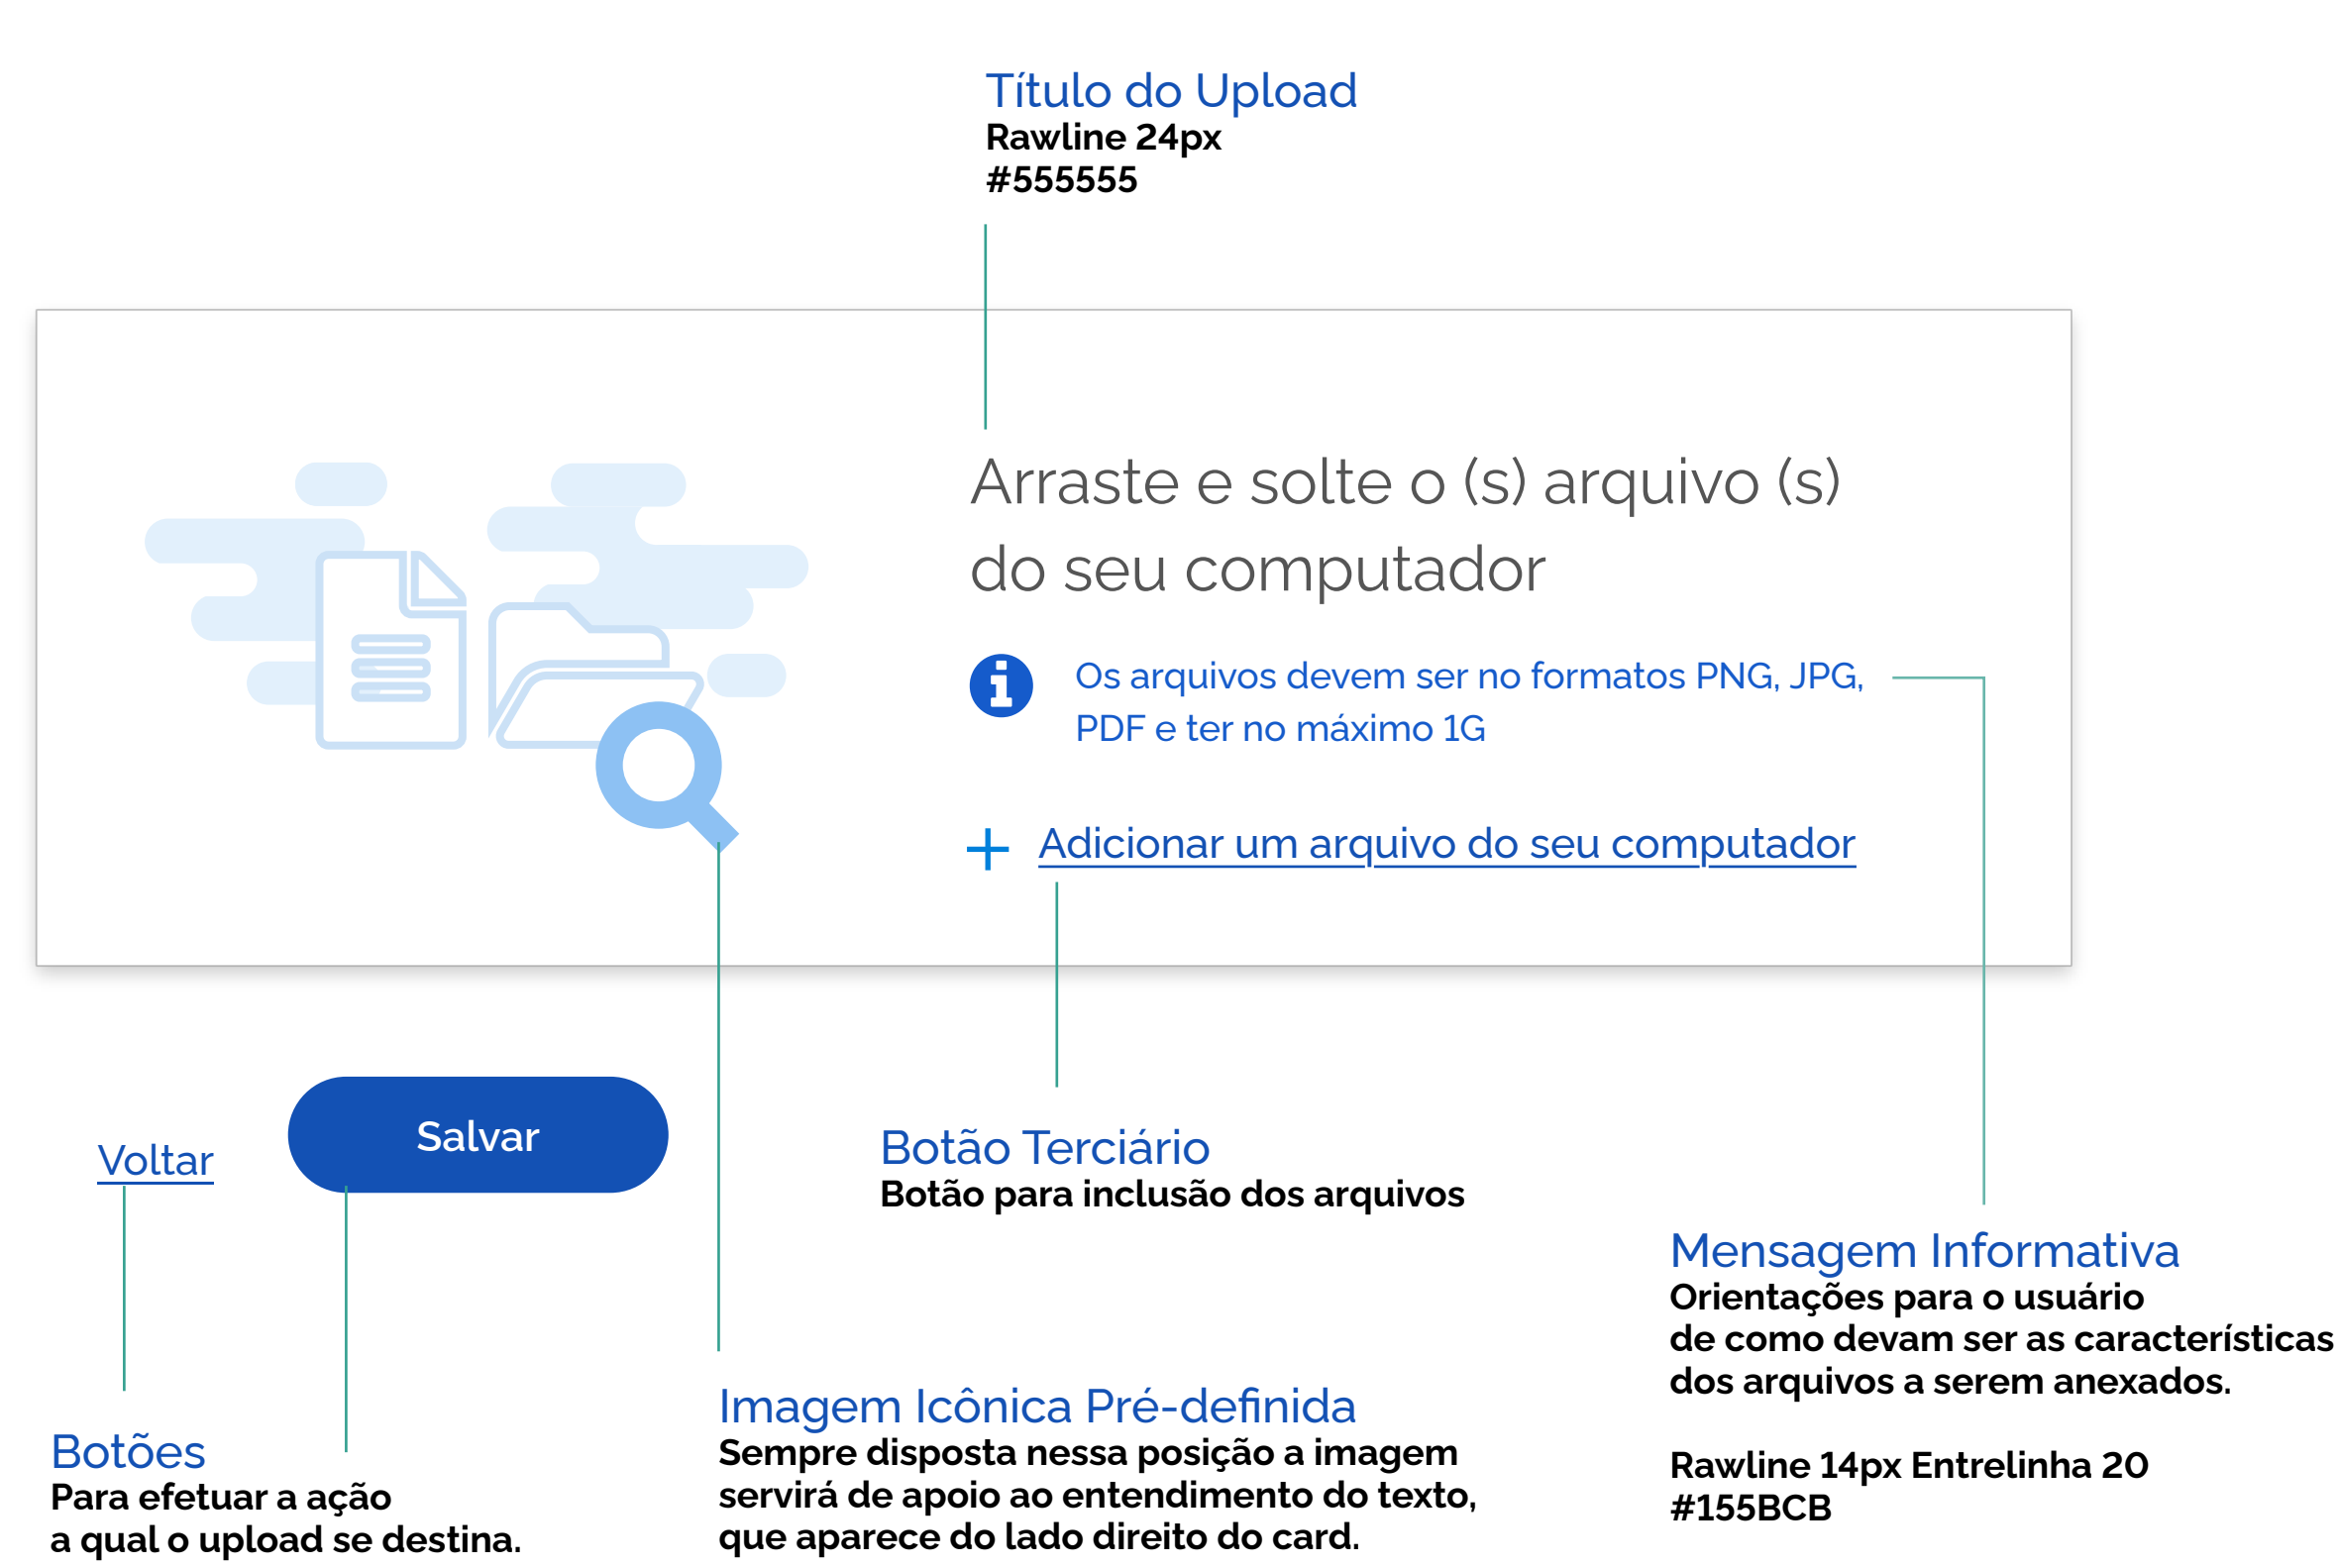 Título do Upload
Rawline 24px
#555555
Arraste e solte o (s) arquivo (s)
do seu computador
Os arquivos devem ser no formatos PNG, JPG,
PDF e ter no máximo 1G
Adicionar um arquivo do seu computador
Voltar
Salvar
Botão Terciário
Botão para inclusão dos arquivos
Mensagem Informativa
Orientações para o usuário
de como devam ser as características
dos arquivos a serem anexados.
Rawline 14px Entrelinha 20
#155BCB
Imagem Icônica Pré-definida
Sempre disposta nessa posição a imagem
servirá de apoio ao entendimento do texto,
que aparece do lado direito do card.
Botões
Para efetuar a ação
a qual o upload se destina.